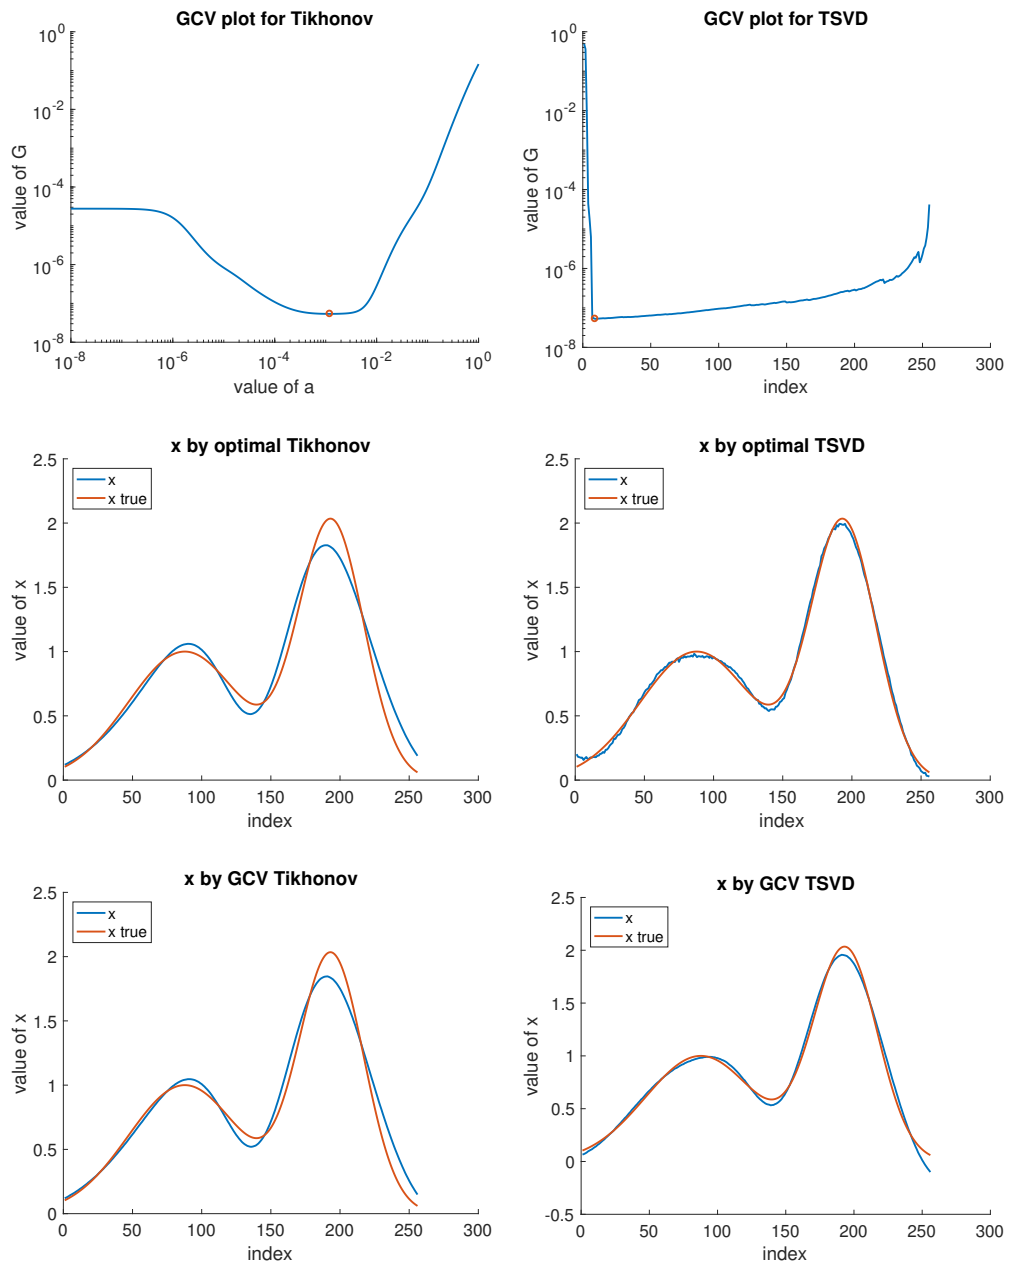 GCV plot for Tikhonov
10^0
10^-2
10^-4
10^-6
10^-8
value of G
10^-8 10^-6 10^-4 10^-2 10^0
value of a
GCV plot for TSVD
10^0
10^-2
10^-4
10^-6
10^-8
value of G
0 50 100 150 200 250 300
index
x by optimal Tikhonov
2.5
2
1.5
1
0.5
0
value of x
x
x true
0 50 100 150 200 250 300
index
x by optimal TSVD
2.5
2
1.5
1
0.5
0
value of x
x
x true
0 50 100 150 200 250 300
index
x by GCV Tikhonov
2.5
2
1.5
1
0.5
0
value of x
x
x true
0 50 100 150 200 250 300
index
x by GCV TSVD
2.5
2
1.5
1
0.5
0
-0.5
value of x
x
x true
0 50 100 150 200 250 300
index